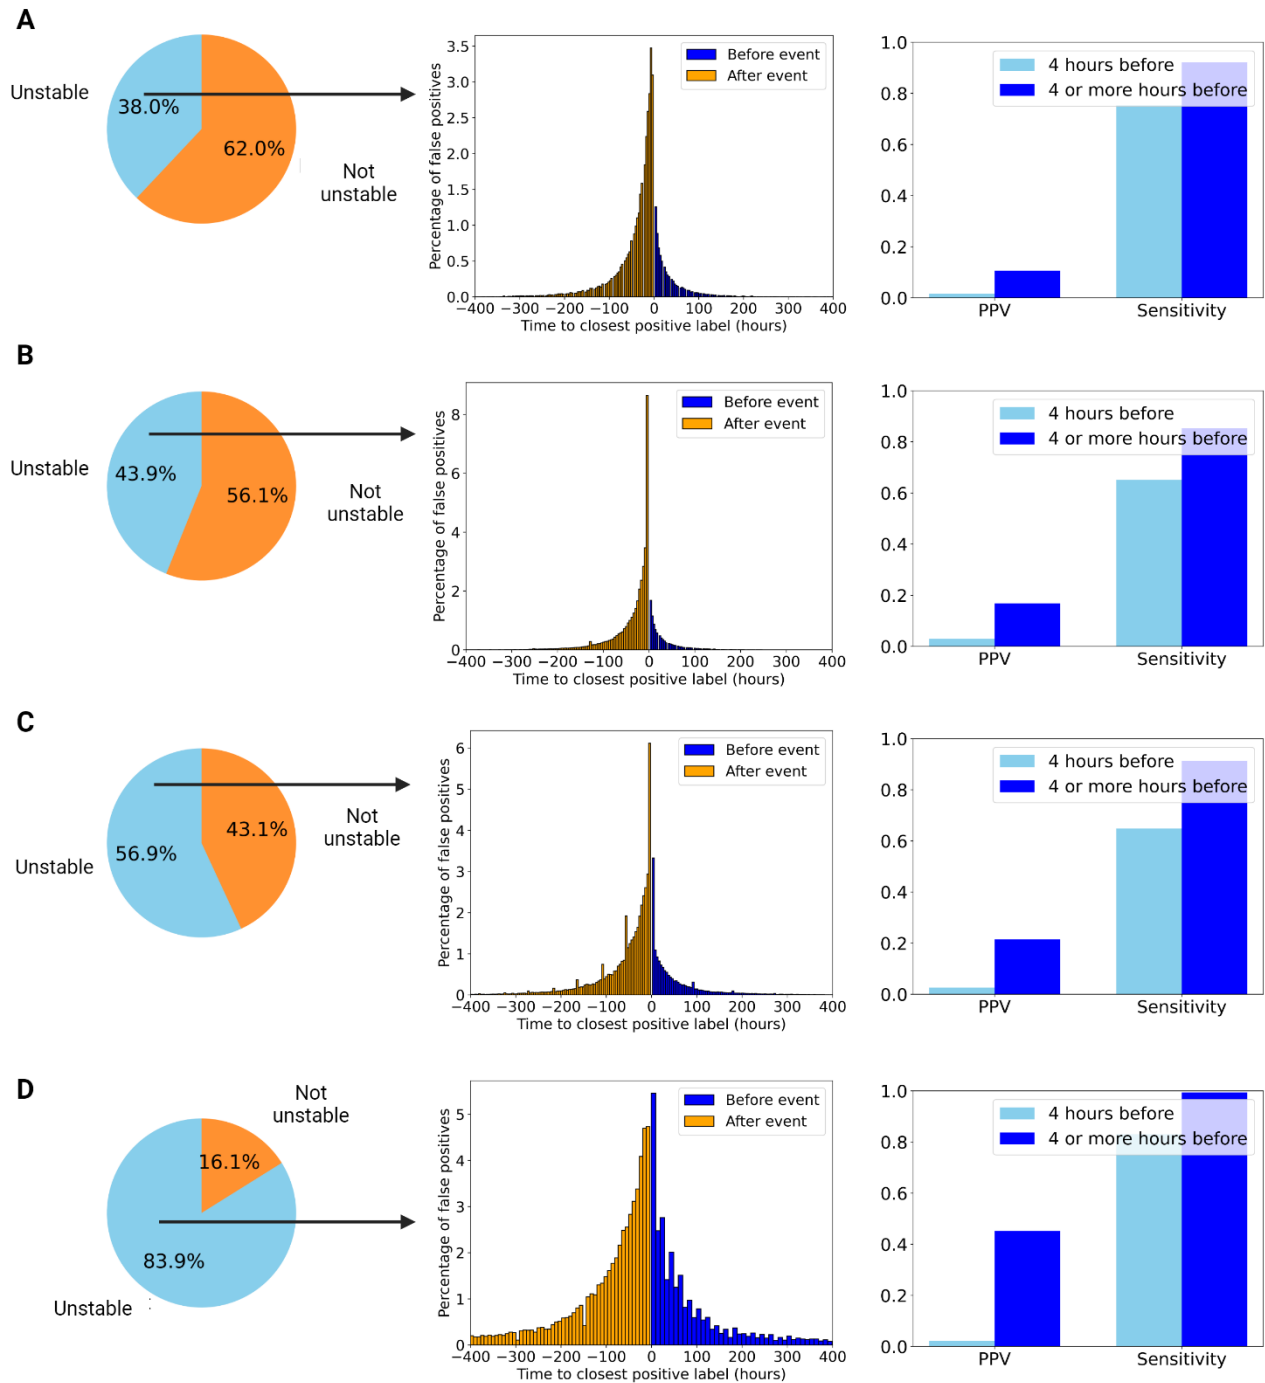 A
Unstable
38.0%
62.0%
Not
unstable
Percentage of false positives
3.5
3.0
2.5
2.0
1.5
1.0
0.5
0.0
−400 −300 −200 −100 0 100 200 300 400
Time to closest positive label (hours)
Before event
After event
1.0
0.8
0.6
0.4
0.2
0.0
4 hours before
4 or more hours before
PPV Sensitivity
B
Unstable
43.9%
56.1%
Not
unstable
Percentage of false positives
8
6
4
2
0
−400 −300 −200 −100 0 100 200 300 400
Time to closest positive label (hours)
Before event
After event
1.0
0.8
0.6
0.4
0.2
0.0
4 hours before
4 or more hours before
PPV Sensitivity
C
Unstable
56.9%
43.1%
Not
unstable
Percentage of false positives
6
5
4
3
2
1
0
−400 −300 −200 −100 0 100 200 300 400
Time to closest positive label (hours)
Before event
After event
1.0
0.8
0.6
0.4
0.2
0.0
4 hours before
4 or more hours before
PPV Sensitivity
D
Not
unstable
16.1%
83.9%
Unstable
Percentage of false positives
5
4
3
2
1
0
−400 −300 −200 −100 0 100 200 300 400
Time to closest positive label (hours)
Before event
After event
1.0
0.8
0.6
0.4
0.2
0.0
4 hours before
4 or more hours before
PPV Sensitivity